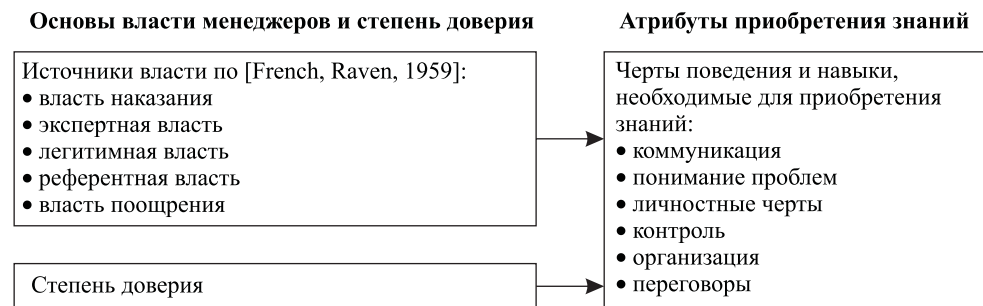 Основы власти менеджеров и степень доверия
Источники власти по [French, Raven, 1959]:
• власть наказания
• экспертная власть
• легитимная власть
• референтная власть
• власть поощрения
Степень доверия
Атрибуты приобретения знаний
Черты поведения и навыки,
необходимые для приобретения
знаний:
• коммуникация
• понимание проблем
• личностные черты
• контроль
• организация
• переговоры